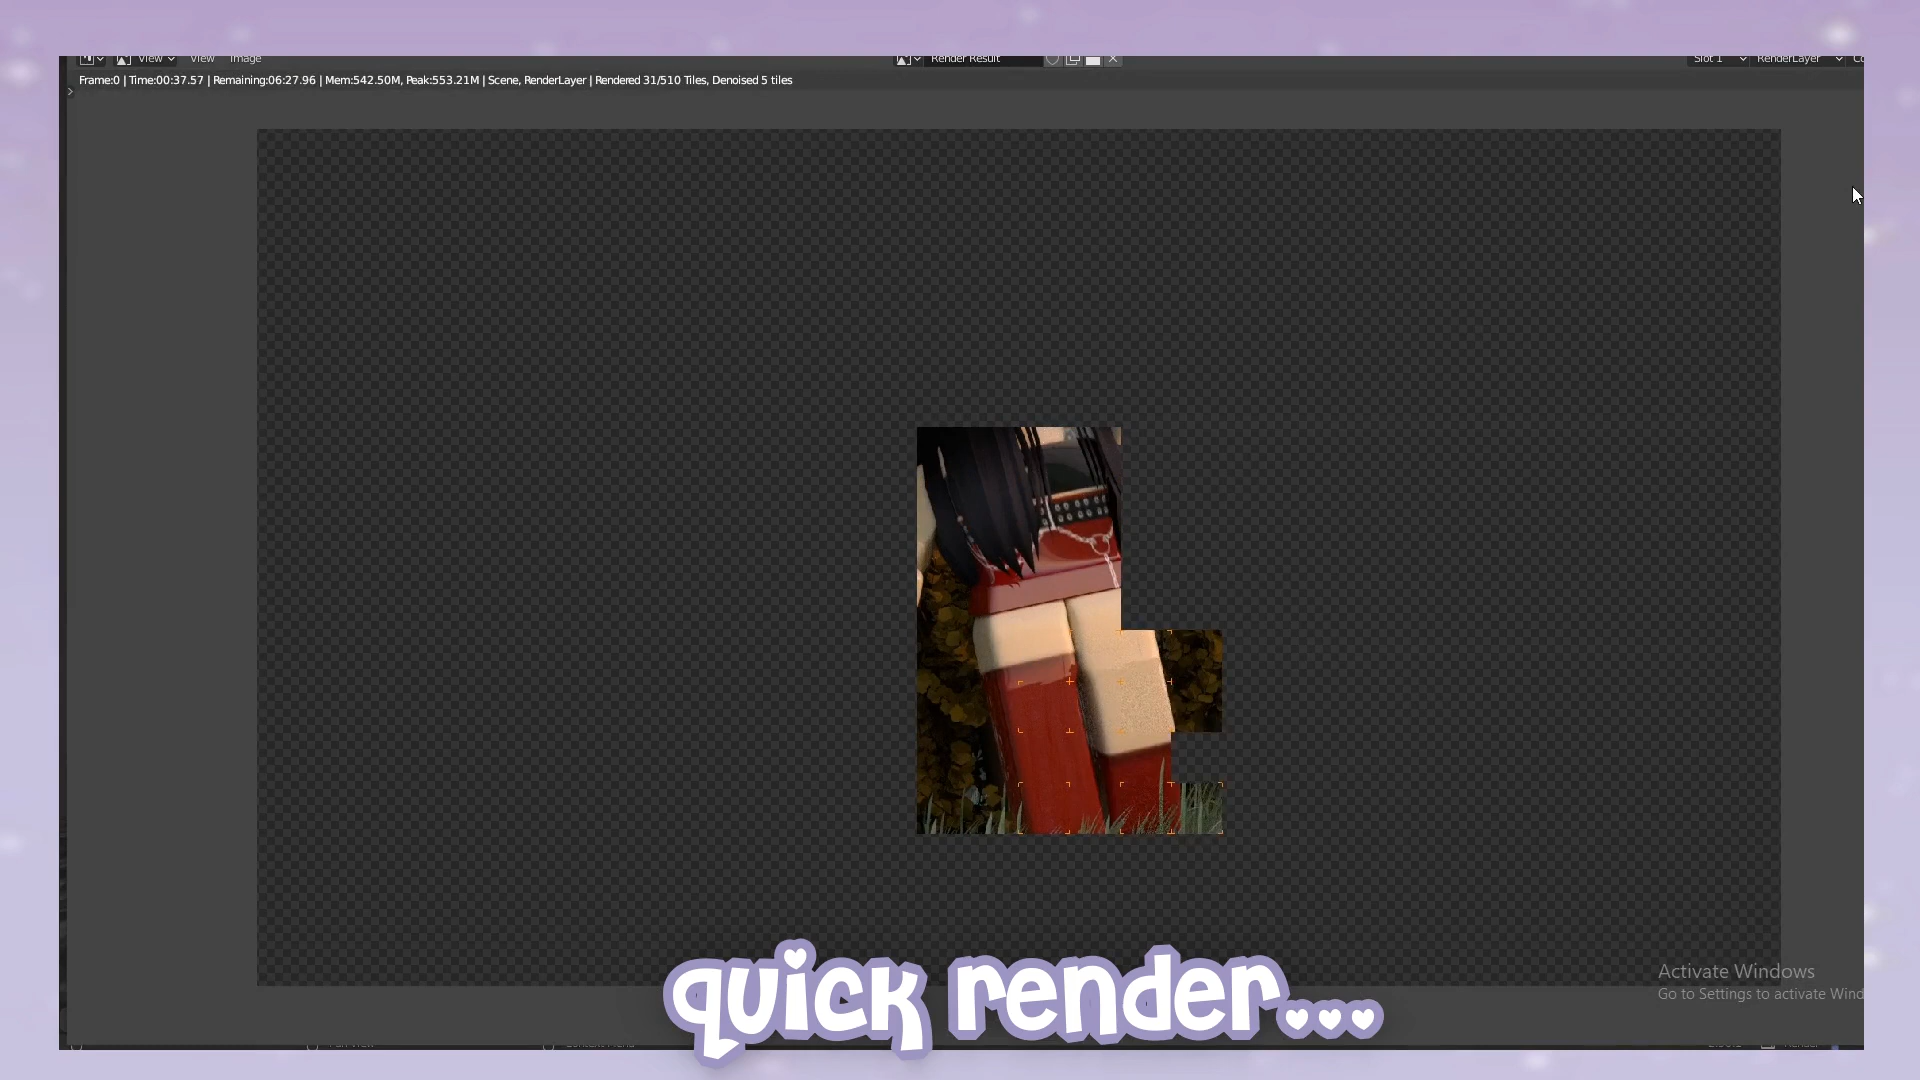 View View Image Render Result Slot 1 RenderLayer
Frame:0 | Time:00:37.57 | Remaining:06:27.96 | Mem:542.50M, Peak:553.21M | Scene, RenderLayer | Rendered 31/510 Tiles, Denoised 5 tiles
Activate Windows
Go to Settings to activate Wind
quick render...